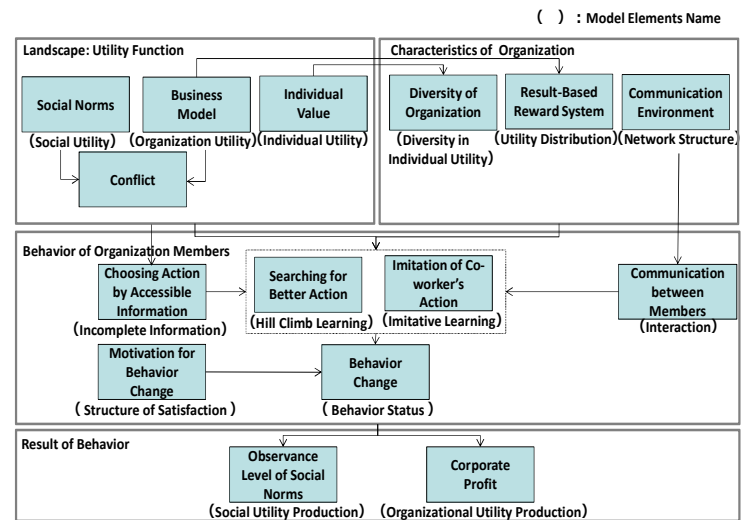 ( ) : Model Elements Name
Landscape: Utility Function
Social Norms
(Social Utility)
Business
Model
(Organization Utility)
Individual
Value
(Individual Utility)
Conflict
Characteristics of Organization
Diversity of
Organization
(Diversity in
Individual Utility)
Result-Based
Reward System
(Utility Distribution)
Communication
Environment
(Network Structure)
Behavior of Organization Members
Choosing Action
by Accessible
Information
(Incomplete Information)
Searching for
Better Action
(Hill Climb Learning)
Imitation of Co-
worker's
Action
(Imitative Learning)
Communication
between
Members
(Interaction)
Motivation for
Behavior
Change
( Structure of Satisfaction )
Behavior
Change
( Behavior Status )
Result of Behavior
Observance
Level of Social
Norms
(Social Utility Production)
Corporate
Profit
(Organizational Utility Production)